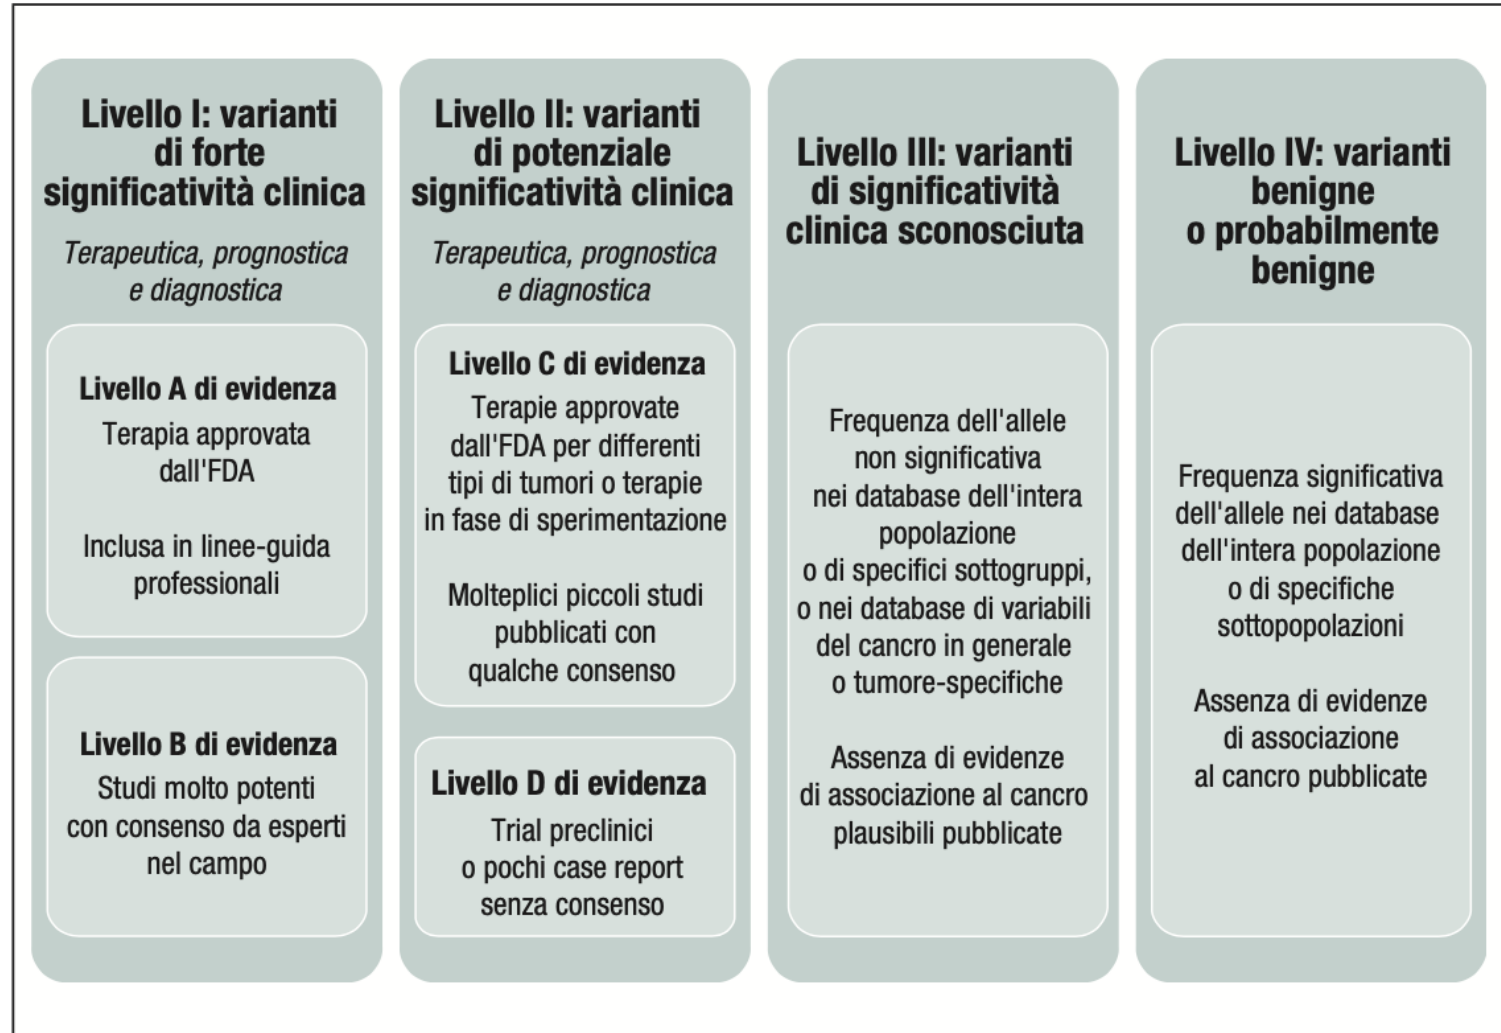 Livello I: varianti
di forte
significatività clinica
Terapeutica, prognostica
e diagnostica
Livello A di evidenza
Terapia approvata
dall'FDA
Inclusa in linee-guida
professionali
Livello B di evidenza
Studi molto potenti
con consenso da esperti
nel campo
Livello II: varianti
di potenziale
significatività clinica
Terapeutica, prognostica
e diagnostica
Livello C di evidenza
Terapie approvate
dall'FDA per differenti
tipi di tumori o terapie
in fase di sperimentazione
Molteplici piccoli studi
pubblicati con
qualche consenso
Livello D di evidenza
Trial preclinici
o pochi case report
senza consenso
Livello III: varianti
di significatività
clinica sconosciuta
Frequenza dell'allele
non significativa
nei database dell'intera
popolazione
o di specifici sottogruppi,
o nei database di variabili
del cancro in generale
o tumore-specifiche
Assenza di evidenze
di associazione al cancro
plausibili pubblicate
Livello IV: varianti
benigne
o probabilmente
benigne
Frequenza significativa
dell'allele nei database
dell'intera popolazione
o di specifiche
sottopopolazioni
Assenza di evidenze
di associazione
al cancro pubblicate